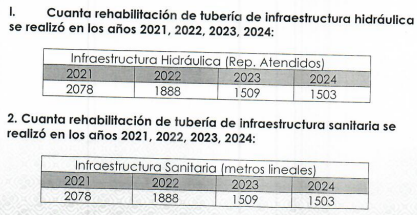 I. Cuanta rehabilitación de tubería de infraestructura hidráulica
se realizó en los años 2021, 2022, 2023, 2024:
Infraestructura Hidráulica (Rep. Atendidos)
2021 2022 2023 2024
2078 1888 1509 1503
2. Cuanta rehabilitación de tubería de infraestructura sanitaria se
realizó en los años 2021, 2022, 2023, 2024:
Infraestructura Sanitaria (metros lineales)
2021 2022 2023 2024
2078 1888 1509 1503